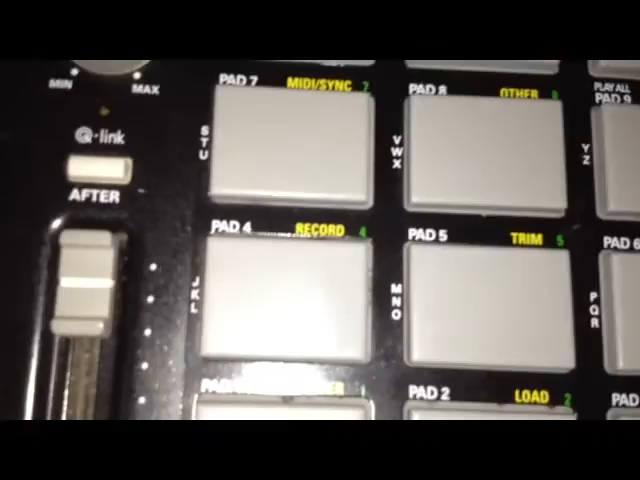 MIN
MAX
PAD 7 MIDI/SYNC 7
PAD 8 OTHER 8
PLAY ALL
PAD 9
Q-link
STU
VWX
YZ
AFTER
PAD 4 RECORD 4
PAD 5 TRIM 5
PAD 6
JKL
MNO
PQR
PAD
PAD 2 LOAD 2
PAD